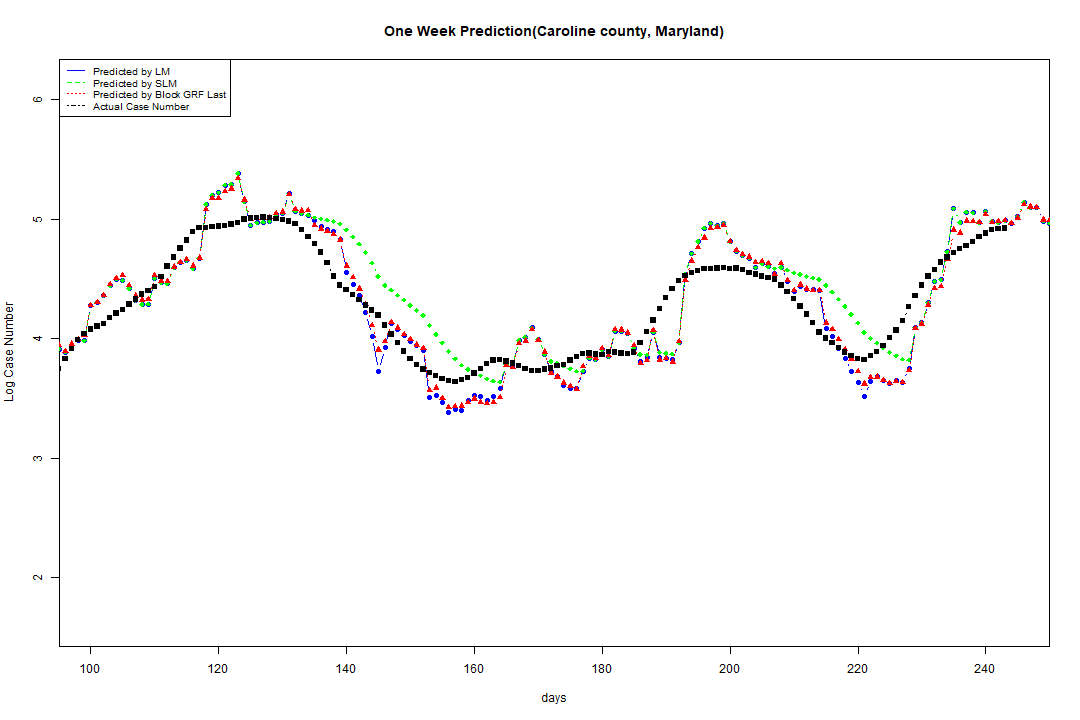 One Week Prediction(Caroline county, Maryland)
Predicted by LM
Predicted by SLM
Predicted by Block GRF Last
Actual Case Number
6
5
4
3
2
Log Case Number
100 120 140 160 180 200 220 240
days